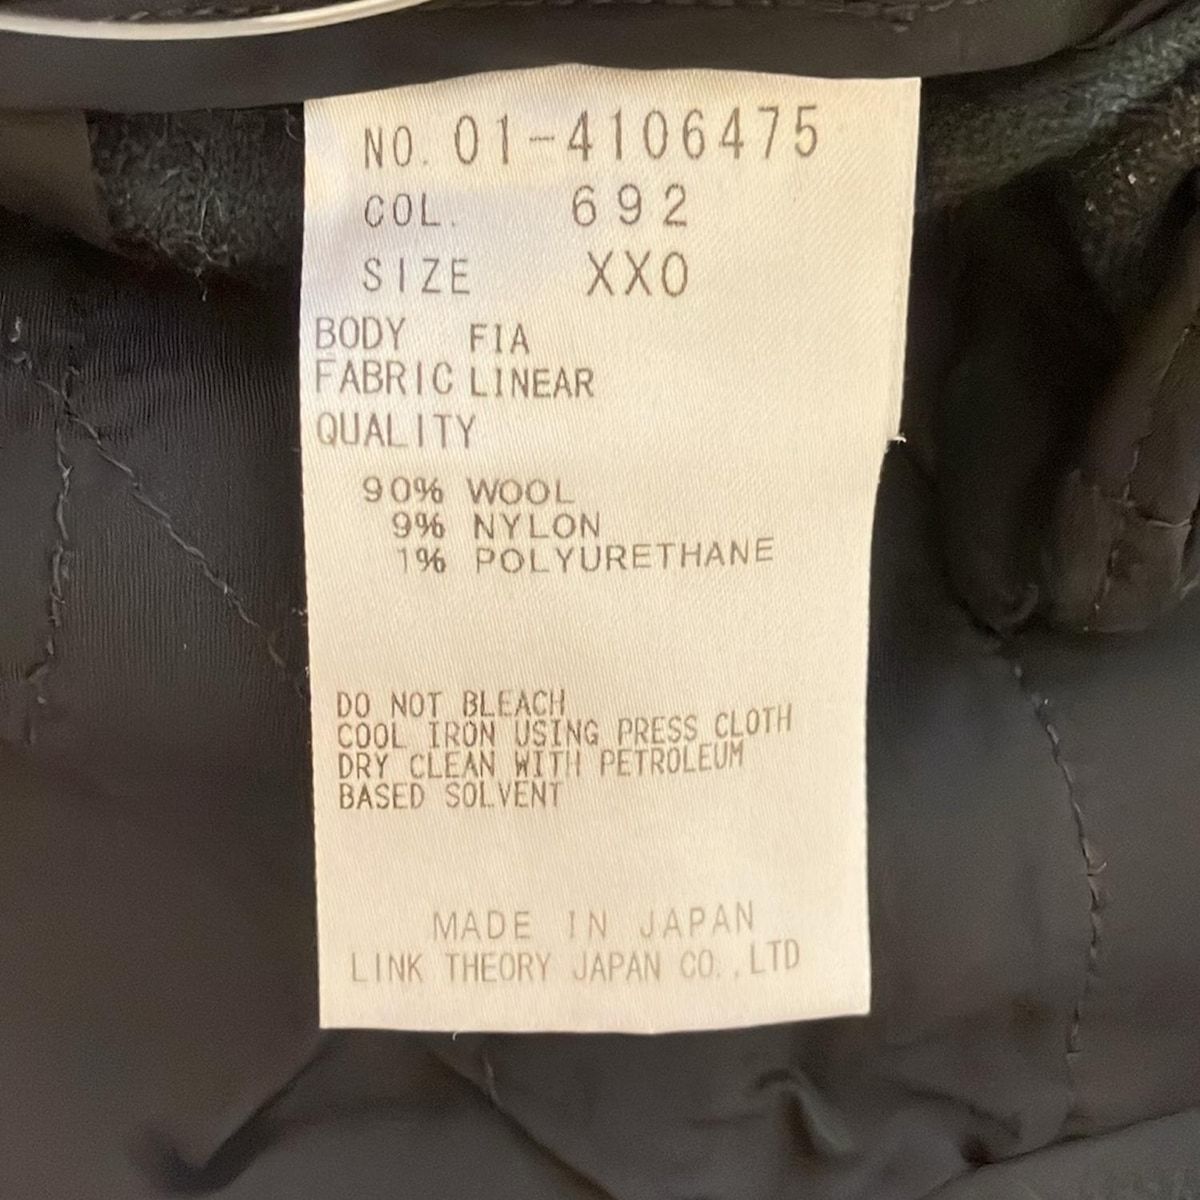 NO. 01-4106475
COL. 692
SIZE XXO
BODY F1A
FABRIC LINEAR
QUALITY
90% WOOL
9% NYLON
1% POLYURETHANE
DO NOT BLEACH
COOL IRON USING PRESS CLOTH
DRY CLEAN WITH PETROLEUM
BASED SOLVENT
MADE IN JAPAN
LINK THEORY JAPAN CO.,LTD